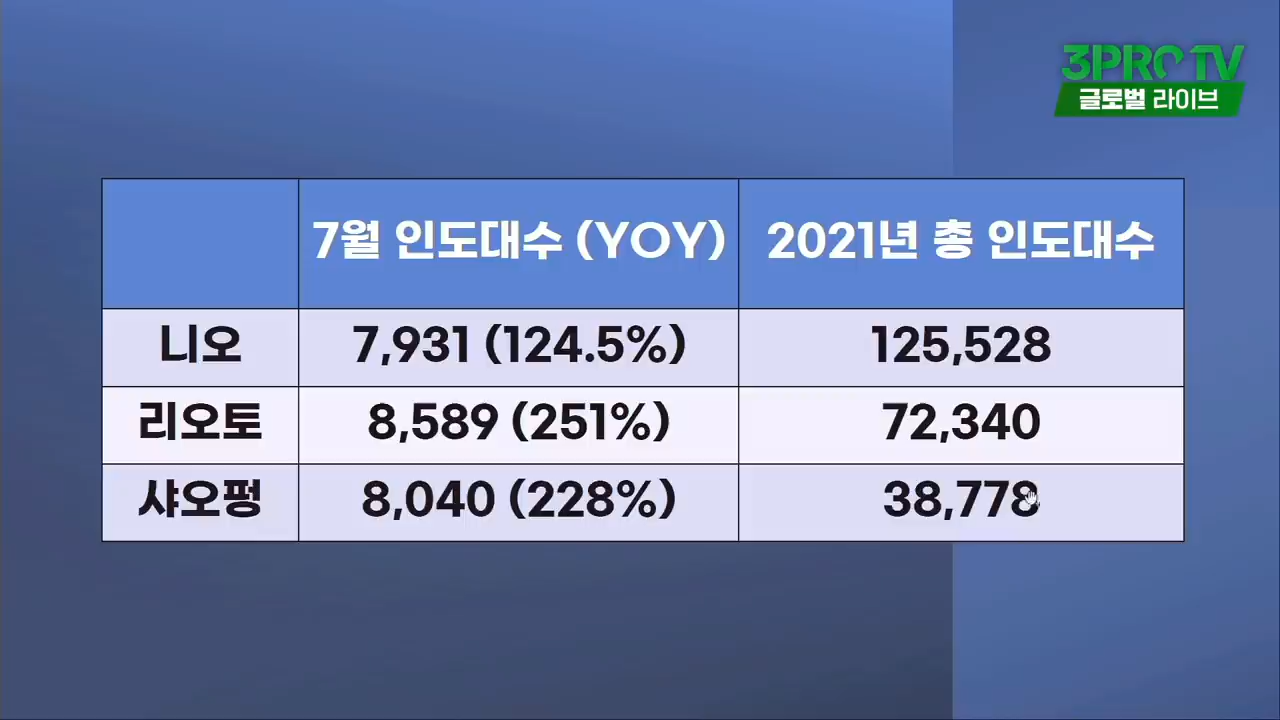 3PRO TV
글로벌 라이브
7월 인도대수 (YOY) 2021년 총 인도대수
니오 7,931 (124.5%) 125,528
리오토 8,589 (251%) 72,340
샤오펑 8,040 (228%) 38,778